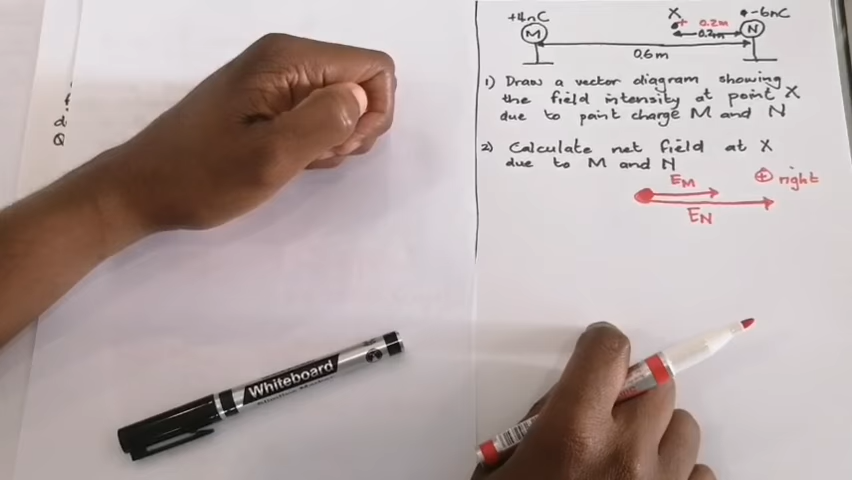 +4nC
X
-6nC
M
+
0.2m
N
0.2m
0.6m
1) Draw a vector diagram showing
the field intensity at point X
due to point charge M and N
2) Calculate net field at X
due to M and N
EM
+ right
EN
Whiteboard